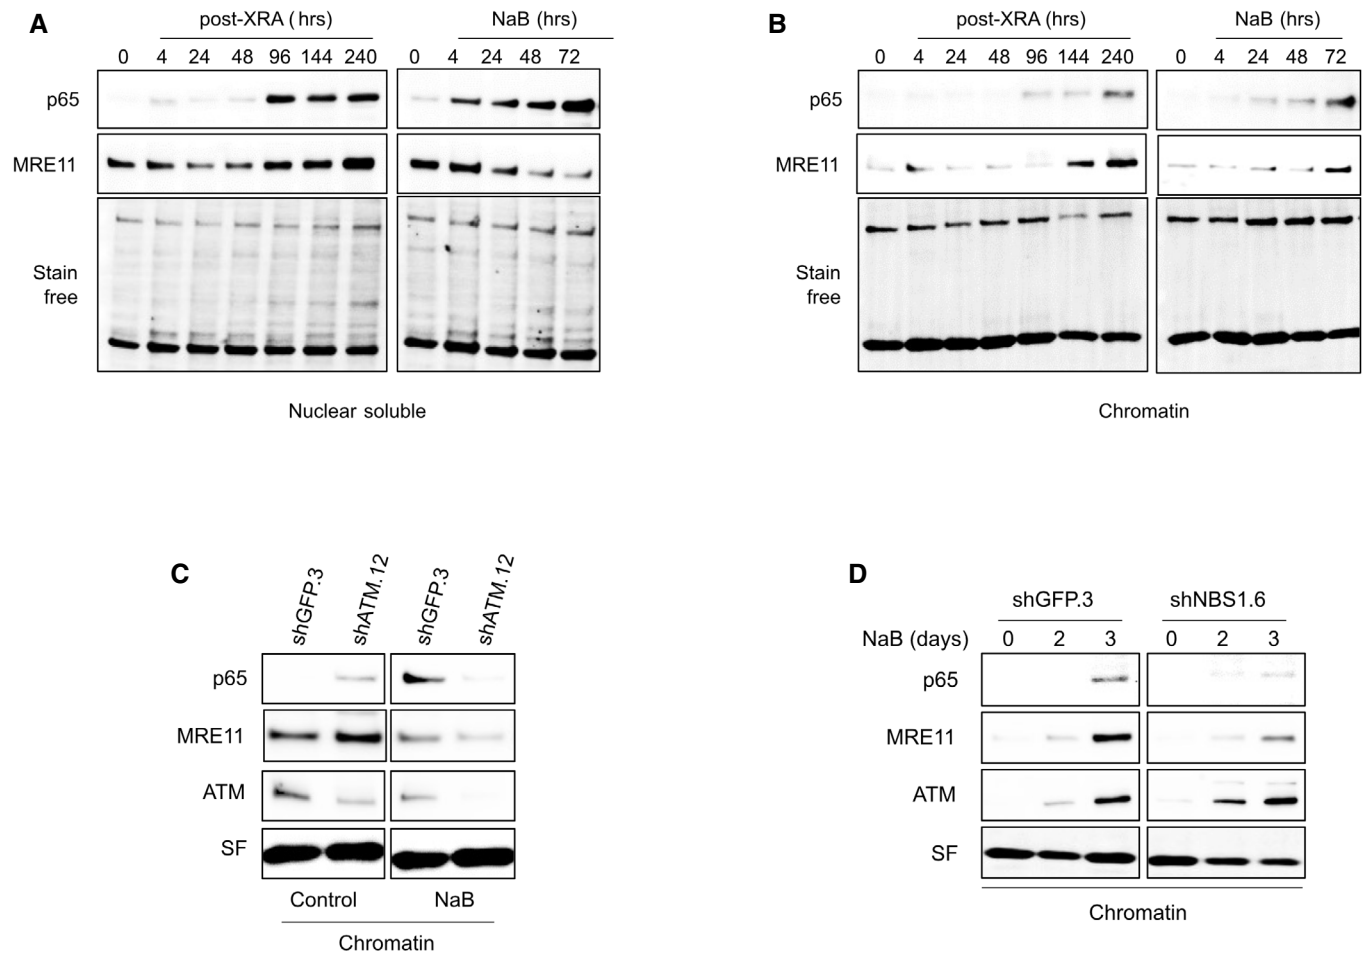 A
post-XRA (hrs)
NaB (hrs)
0 4 24 48 96 144 240
0 4 24 48 72
p65
MRE11
Stain
free
Nuclear soluble
B
post-XRA (hrs)
NaB (hrs)
0 4 24 48 96 144 240
0 4 24 48 72
p65
MRE11
Stain
free
Chromatin
C
shGFP.3
shATM.12
shGFP.3
shATM.12
p65
MRE11
ATM
SF
Control
NaB
Chromatin
D
shGFP.3
shNBS1.6
NaB (days) 0 2 3 0 2 3
p65
MRE11
ATM
SF
Chromatin